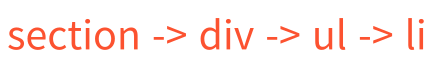 section -> div -> ul -> li